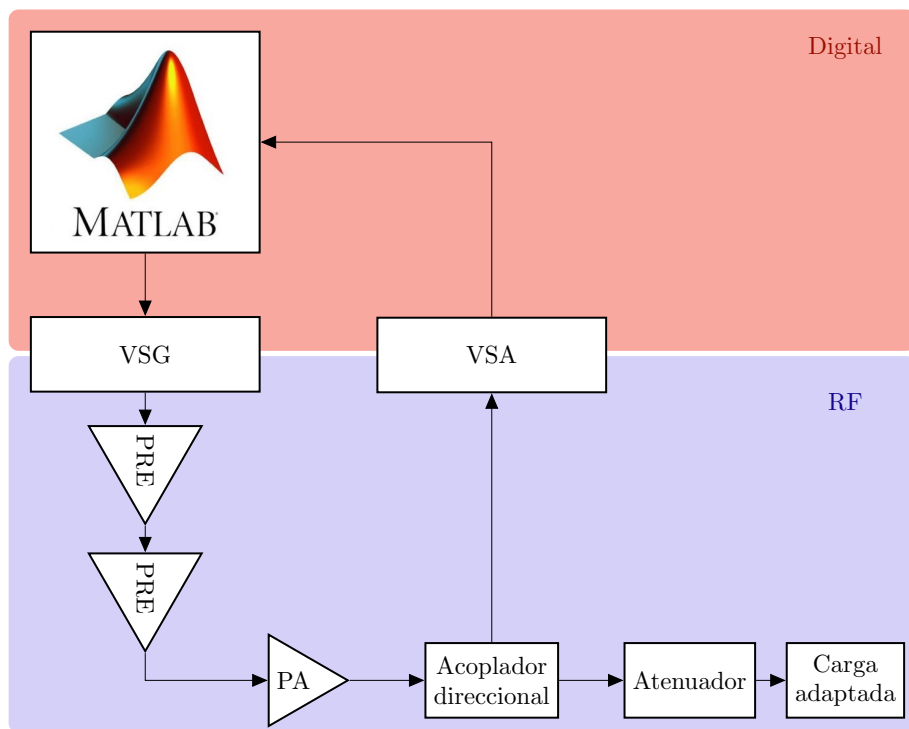 Digital
MATLAB
VSG
VSA
RF
PRE
PRE
PA
Acoplador
direccional
Atenuador
Carga
adaptada